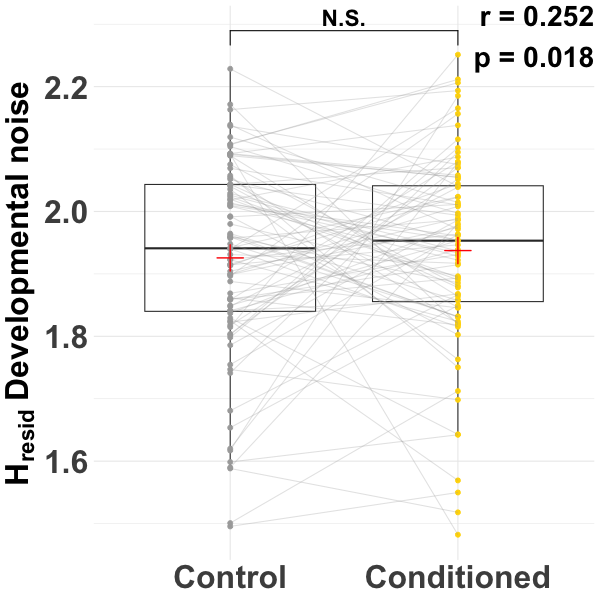 N.S.
r = 0.252
p = 0.018
Hresid Developmental noise
2.2
2.0
1.8
1.6
Control Conditioned